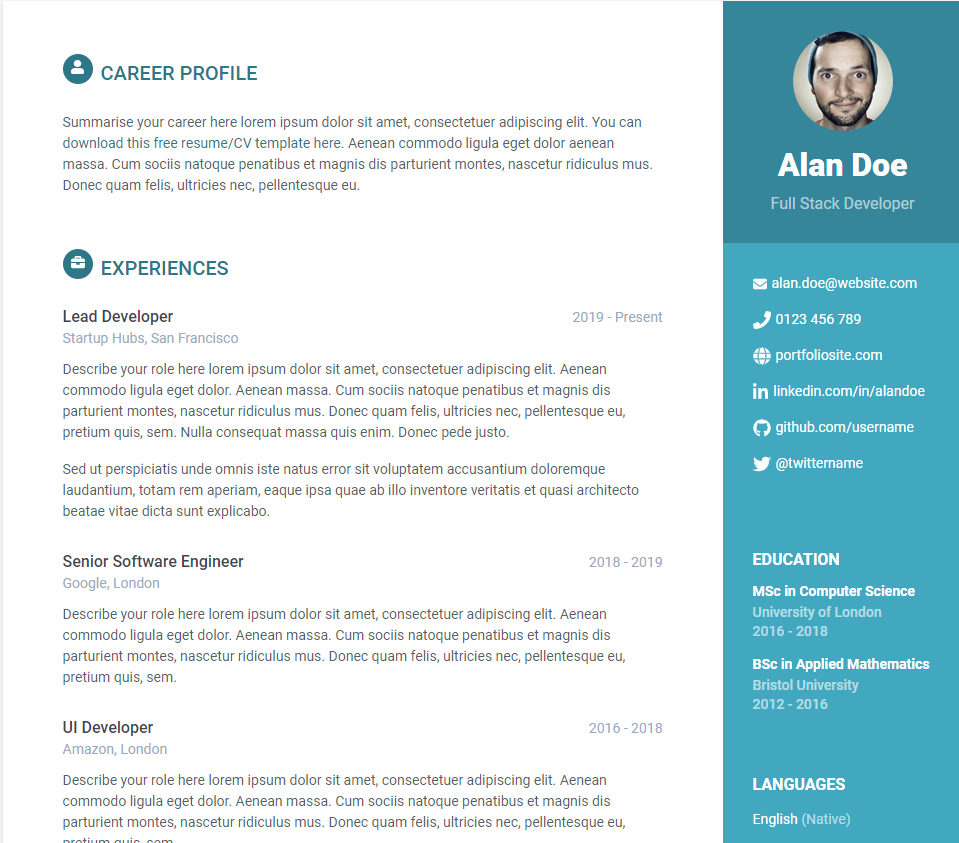 CAREER PROFILE
Summarise your career here lorem ipsum dolor sit amet, consectetuer adipiscing elit. You can
download this free resume/CV template here. Aenean commodo ligula eget dolor aenean
massa. Cum sociis natoque penatibus et magnis dis parturient montes, nascetur ridiculus mus.
Donec quam felis, ultricies nec, pellentesque eu.
EXPERIENCES
Lead Developer
2019 - Present
Startup Hubs, San Francisco
Describe your role here lorem ipsum dolor sit amet, consectetuer adipiscing elit. Aenean
commodo ligula eget dolor. Aenean massa. Cum sociis natoque penatibus et magnis dis
parturient montes, nascetur ridiculus mus. Donec quam felis, ultricies nec, pellentesque eu,
pretium quis, sem. Nulla consequat massa quis enim. Donec pede justo.
Sed ut perspiciatis unde omnis iste natus error sit voluptatem accusantium doloremque
laudantium, totam rem aperiam, eaque ipsa quae ab illo inventore veritatis et quasi architecto
beatae vitae dicta sunt explicabo.
Senior Software Engineer
2018 - 2019
Google, London
Describe your role here lorem ipsum dolor sit amet, consectetuer adipiscing elit. Aenean
commodo ligula eget dolor. Aenean massa. Cum sociis natoque penatibus et magnis dis
parturient montes, nascetur ridiculus mus. Donec quam felis, ultricies nec, pellentesque eu,
pretium quis, sem.
UI Developer
2016 - 2018
Amazon, London
Describe your role here lorem ipsum dolor sit amet, consectetuer adipiscing elit. Aenean
commodo ligula eget dolor. Aenean massa. Cum sociis natoque penatibus et magnis dis
parturient montes, nascetur ridiculus mus. Donec quam felis, ultricies nec, pellentesque eu,
pretium quis, sem.
Alan Doe
Full Stack Developer
alan.doe@website.com
0123 456 789
portfoliosite.com
linkedin.com/in/alandoe
github.com/username
@twittername
EDUCATION
MSc in Computer Science
University of London
2016 - 2018
BSc in Applied Mathematics
Bristol University
2012 - 2016
LANGUAGES
English (Native)